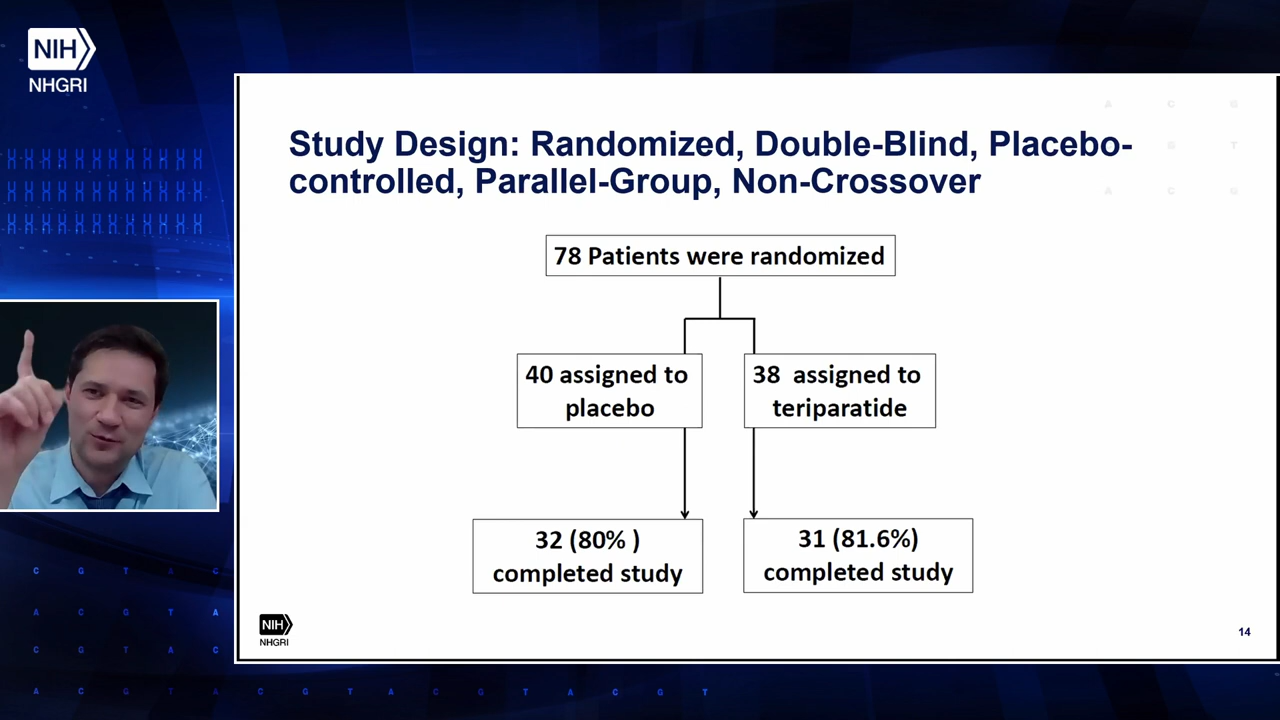 NIH
NHGRI
Study Design: Randomized, Double-Blind, Placebo-
controlled, Parallel-Group, Non-Crossover
A C G
G T
A C G
78 Patients were randomized
40 assigned to
placebo
38 assigned to
teriparatide
32 (80% )
completed study
31 (81.6%)
completed study
NIH
NHGRI
14
C G T A C
A C G T A
C G T A C
A C G T A C G T A C G T A C G T